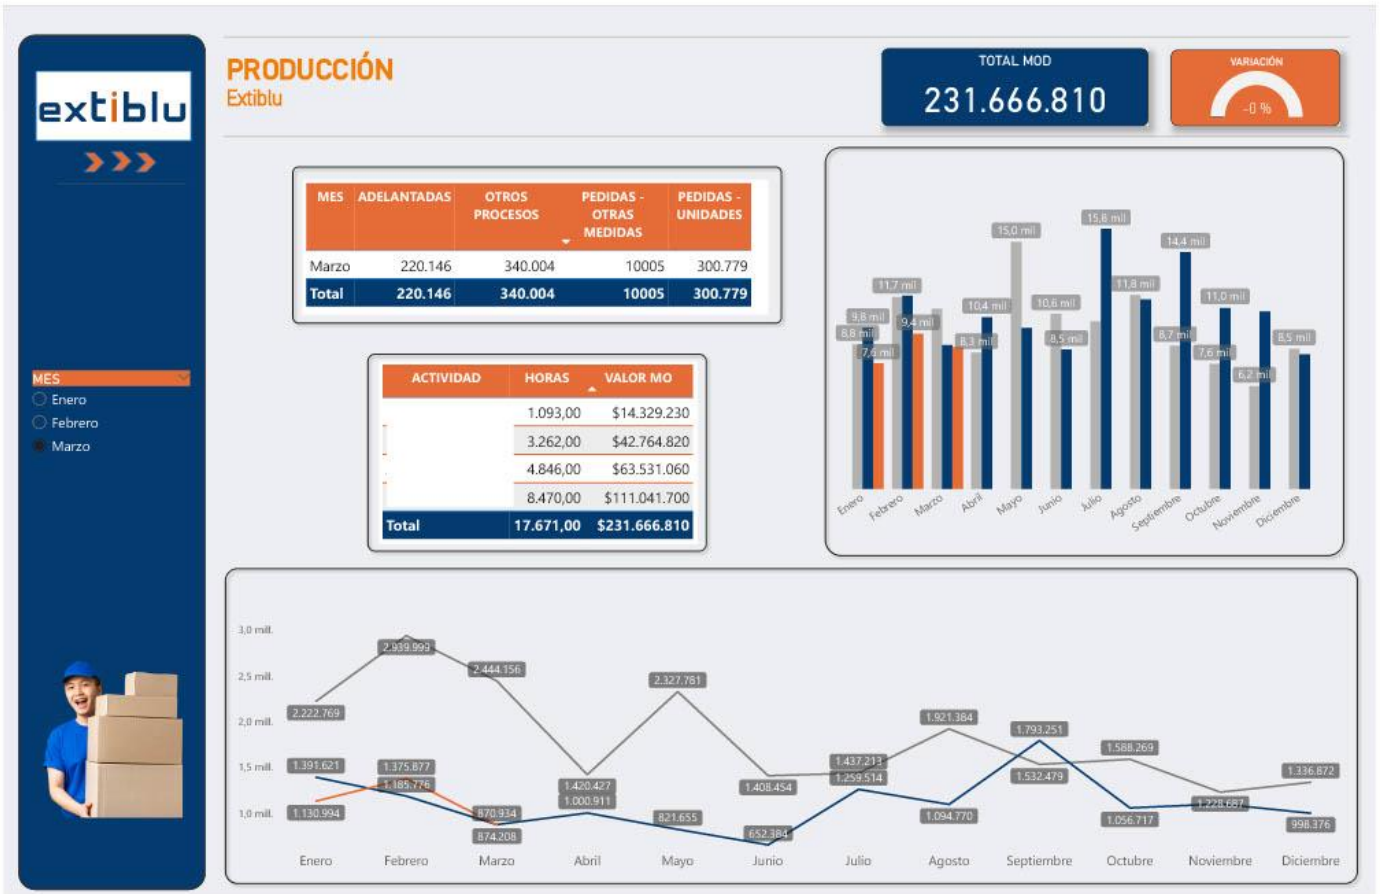 extiblu
PRODUCCIÓN
Extiblu
TOTAL MOD
231.666.810
VARIACIÓN
-0 %
MES
Enero
Febrero
Marzo
MES ADELANTADAS OTROS PROCESOS PEDIDAS - OTRAS MEDIDAS PEDIDAS - UNIDADES
Marzo 220.146 340.004 10005 300.779
Total 220.146 340.004 10005 300.779
ACTIVIDAD HORAS VALOR MO
1.093,00 $14.329.230
3.262,00 $42.764.820
4.846,00 $63.531.060
8.470,00 $111.041.700
Total 17.671,00 $231.666.810
15,6 mil
15,0 mil
14,4 mil
11,7 mil
11,8 mil
11,0 mil
10,4 mil
10,6 mil
9,8 mil
9,4 mil
8,8 mil
8,3 mil
8,5 mil
8,7 mil
8,5 mil
7,6 mil
7,6 mil
6,2 mil
Enero Febrero Marzo Abril Mayo Junio Julio Agosto Septiembre Octubre Noviembre Diciembre
3,0 mill.
2,5 mill.
2,0 mill.
1,5 mill.
1,0 mill.
2.939.999
2.444.156
2.327.781
2.222.769
1.921.384
1.793.251
1.588.269
1.437.213
1.391.621
1.375.877
1.336.872
1.185.776
1.420.427
1.408.454
1.259.514
1.532.479
1.000.911
1.130.994
870.934
874.208
821.655
652.384
1.094.770
1.056.717
1.228.687
998.376
Enero Febrero Marzo Abril Mayo Junio Julio Agosto Septiembre Octubre Noviembre Diciembre